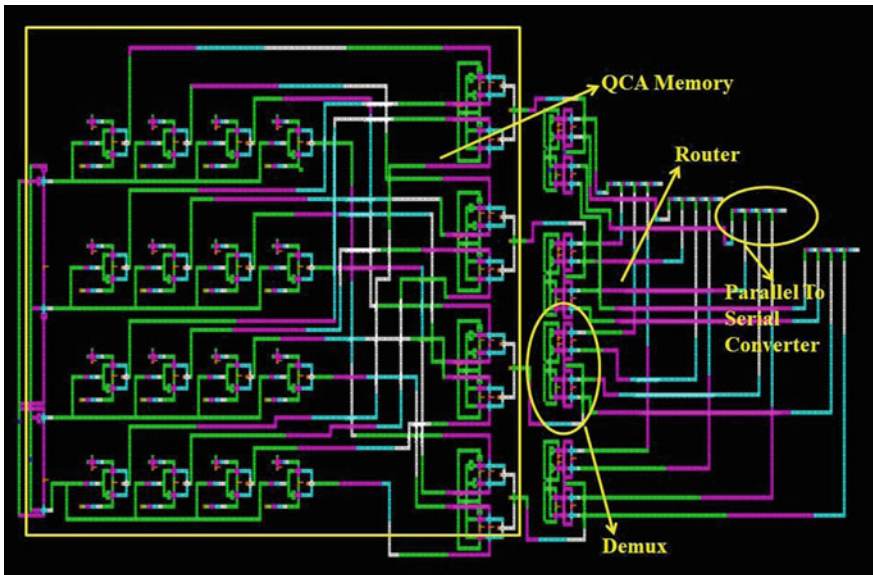 QCA Memory
Router
Parallel To
Serial
Converter
Demux